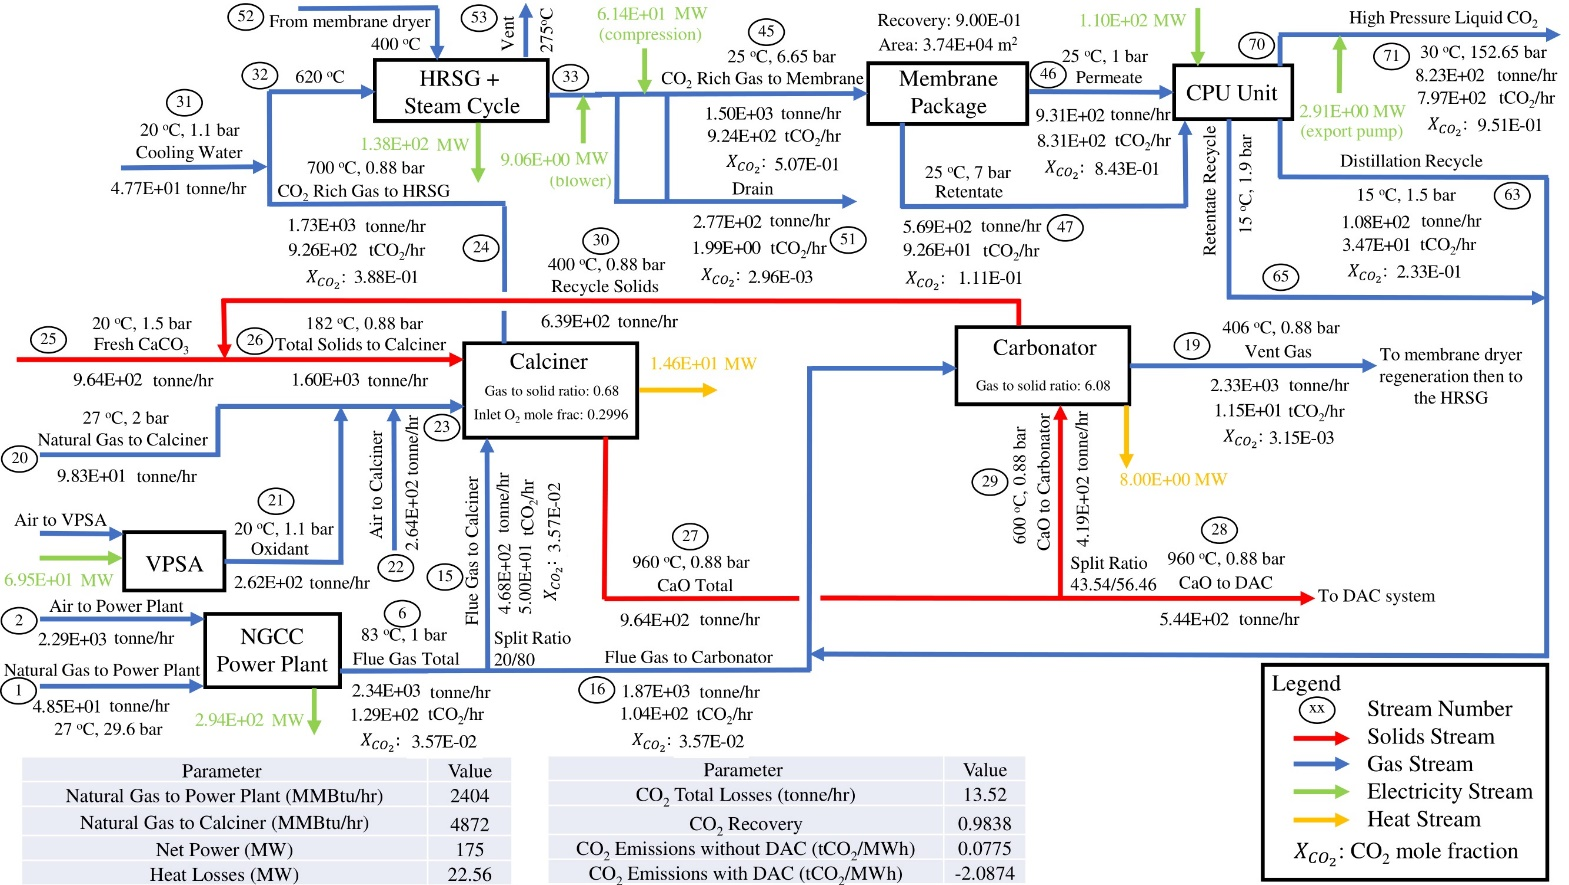 52
From membrane dryer
400 °C
53
Vent
275°C
6.14E+01 MW
(compression)
45
25 °C, 6.65 bar
CO2 Rich Gas to Membrane
1.50E+03 tonne/hr
9.24E+02 tCO2/hr
XCO2: 5.07E-01
Recovery: 9.00E-01
Area: 3.74E+04 m2
Membrane
Package
46
25 °C, 1 bar
Permeate
9.31E+02 tonne/hr
8.31E+02 tCO2/hr
XCO2: 8.43E-01
1.10E+02 MW
CPU Unit
70
High Pressure Liquid CO2
71
30 °C, 152.65 bar
8.23E+02 tonne/hr
7.97E+02 tCO2/hr
XCO2: 9.51E-01
2.91E+00 MW
(export pump)
32
620 °C
HRSG +
Steam Cycle
33
1.38E+02 MW
9.06E+00 MW
(blower)
31
20 °C, 1.1 bar
Cooling Water
4.77E+01 tonne/hr
700 °C, 0.88 bar
CO2 Rich Gas to HRSG
1.73E+03 tonne/hr
9.26E+02 tCO2/hr
XCO2: 3.88E-01
24
Drain
2.77E+02 tonne/hr
1.99E+00 tCO2/hr
XCO2: 2.96E-03
51
25 °C, 7 bar
Retentate
5.69E+02 tonne/hr
9.26E+01 tCO2/hr
XCO2: 1.11E-01
47
Retentate Recycle
15 °C, 1.9 bar
65
Distillation Recycle
15 °C, 1.5 bar
1.08E+02 tonne/hr
3.47E+01 tCO2/hr
XCO2: 2.33E-01
63
30
400 °C, 0.88 bar
Recycle Solids
6.39E+02 tonne/hr
25
20 °C, 1.5 bar
Fresh CaCO3
9.64E+02 tonne/hr
26
182 °C, 0.88 bar
Total Solids to Calciner
1.60E+03 tonne/hr
Calciner
Gas to solid ratio: 0.68
Inlet O2 mole frac: 0.2996
1.46E+01 MW
Carbonator
Gas to solid ratio: 6.08
19
406 °C, 0.88 bar
Vent Gas
2.33E+03 tonne/hr
1.15E+01 tCO2/hr
XCO2: 3.15E-03
To membrane dryer
regeneration then to
the HRSG
8.00E+00 MW
20
27 °C, 2 bar
Natural Gas to Calciner
9.83E+01 tonne/hr
23
21
20 °C, 1.1 bar
Oxidant
2.62E+02 tonne/hr
Air to VPSA
VPSA
6.95E+01 MW
Air to Calciner
2.64E+02 tonne/hr
22
15
Flue Gas to Calciner
4.68E+02 tonne/hr
5.00E+01 tCO2/hr
XCO2: 3.57E-02
Split Ratio
20/80
27
960 °C, 0.88 bar
CaO Total
9.64E+02 tonne/hr
29
600 °C, 0.88 bar
CaO to Carbonator
4.19E+02 tonne/hr
Split Ratio
43.54/56.46
28
960 °C, 0.88 bar
CaO to DAC
5.44E+02 tonne/hr
To DAC system
2
Air to Power Plant
2.29E+03 tonne/hr
1
Natural Gas to Power Plant
4.85E+01 tonne/hr
27 °C, 29.6 bar
NGCC
Power Plant
2.94E+02 MW
6
83 °C, 1 bar
Flue Gas Total
2.34E+03 tonne/hr
1.29E+02 tCO2/hr
XCO2: 3.57E-02
Flue Gas to Carbonator
16
1.87E+03 tonne/hr
1.04E+02 tCO2/hr
XCO2: 3.57E-02
Legend
xx Stream Number
Solids Stream
Gas Stream
Electricity Stream
Heat Stream
XCO2: CO2 mole fraction
Parameter Value
Natural Gas to Power Plant (MMBtu/hr) 2404
Natural Gas to Calciner (MMBtu/hr) 4872
Net Power (MW) 175
Heat Losses (MW) 22.56
Parameter Value
CO2 Total Losses (tonne/hr) 13.52
CO2 Recovery 0.9838
CO2 Emissions without DAC (tCO2/MWh) 0.0775
CO2 Emissions with DAC (tCO2/MWh) -2.0874